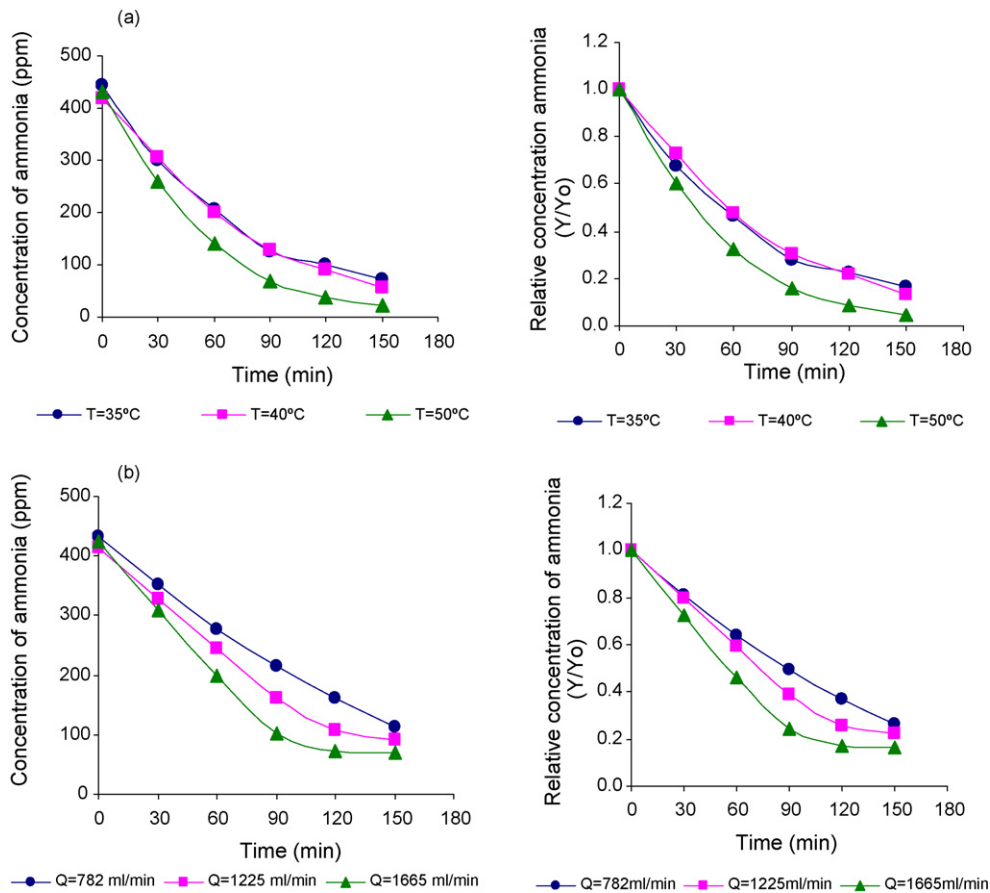 (a)
Concentration of ammonia (ppm)
500
400
300
200
100
0
0 30 60 90 120 150 180
Time (min)
T=35ºC T=40ºC T=50ºC
Relative concentration ammonia
(Y/Yo)
1.2
1.0
0.8
0.6
0.4
0.2
0.0
0 30 60 90 120 150 180
Time (min)
T=35ºC T=40ºC T=50ºC
(b)
Concentration of ammonia (ppm)
500
400
300
200
100
0
0 30 60 90 120 150 180
Time (min)
Q=782 ml/min Q=1225 ml/min Q=1665 ml/min
Relative concentration of ammonia
(Y/Yo)
1.2
1.0
0.8
0.6
0.4
0.2
0.0
0 30 60 90 120 150 180
Time (min)
Q=782ml/min Q=1225 ml/min Q=1665ml/min